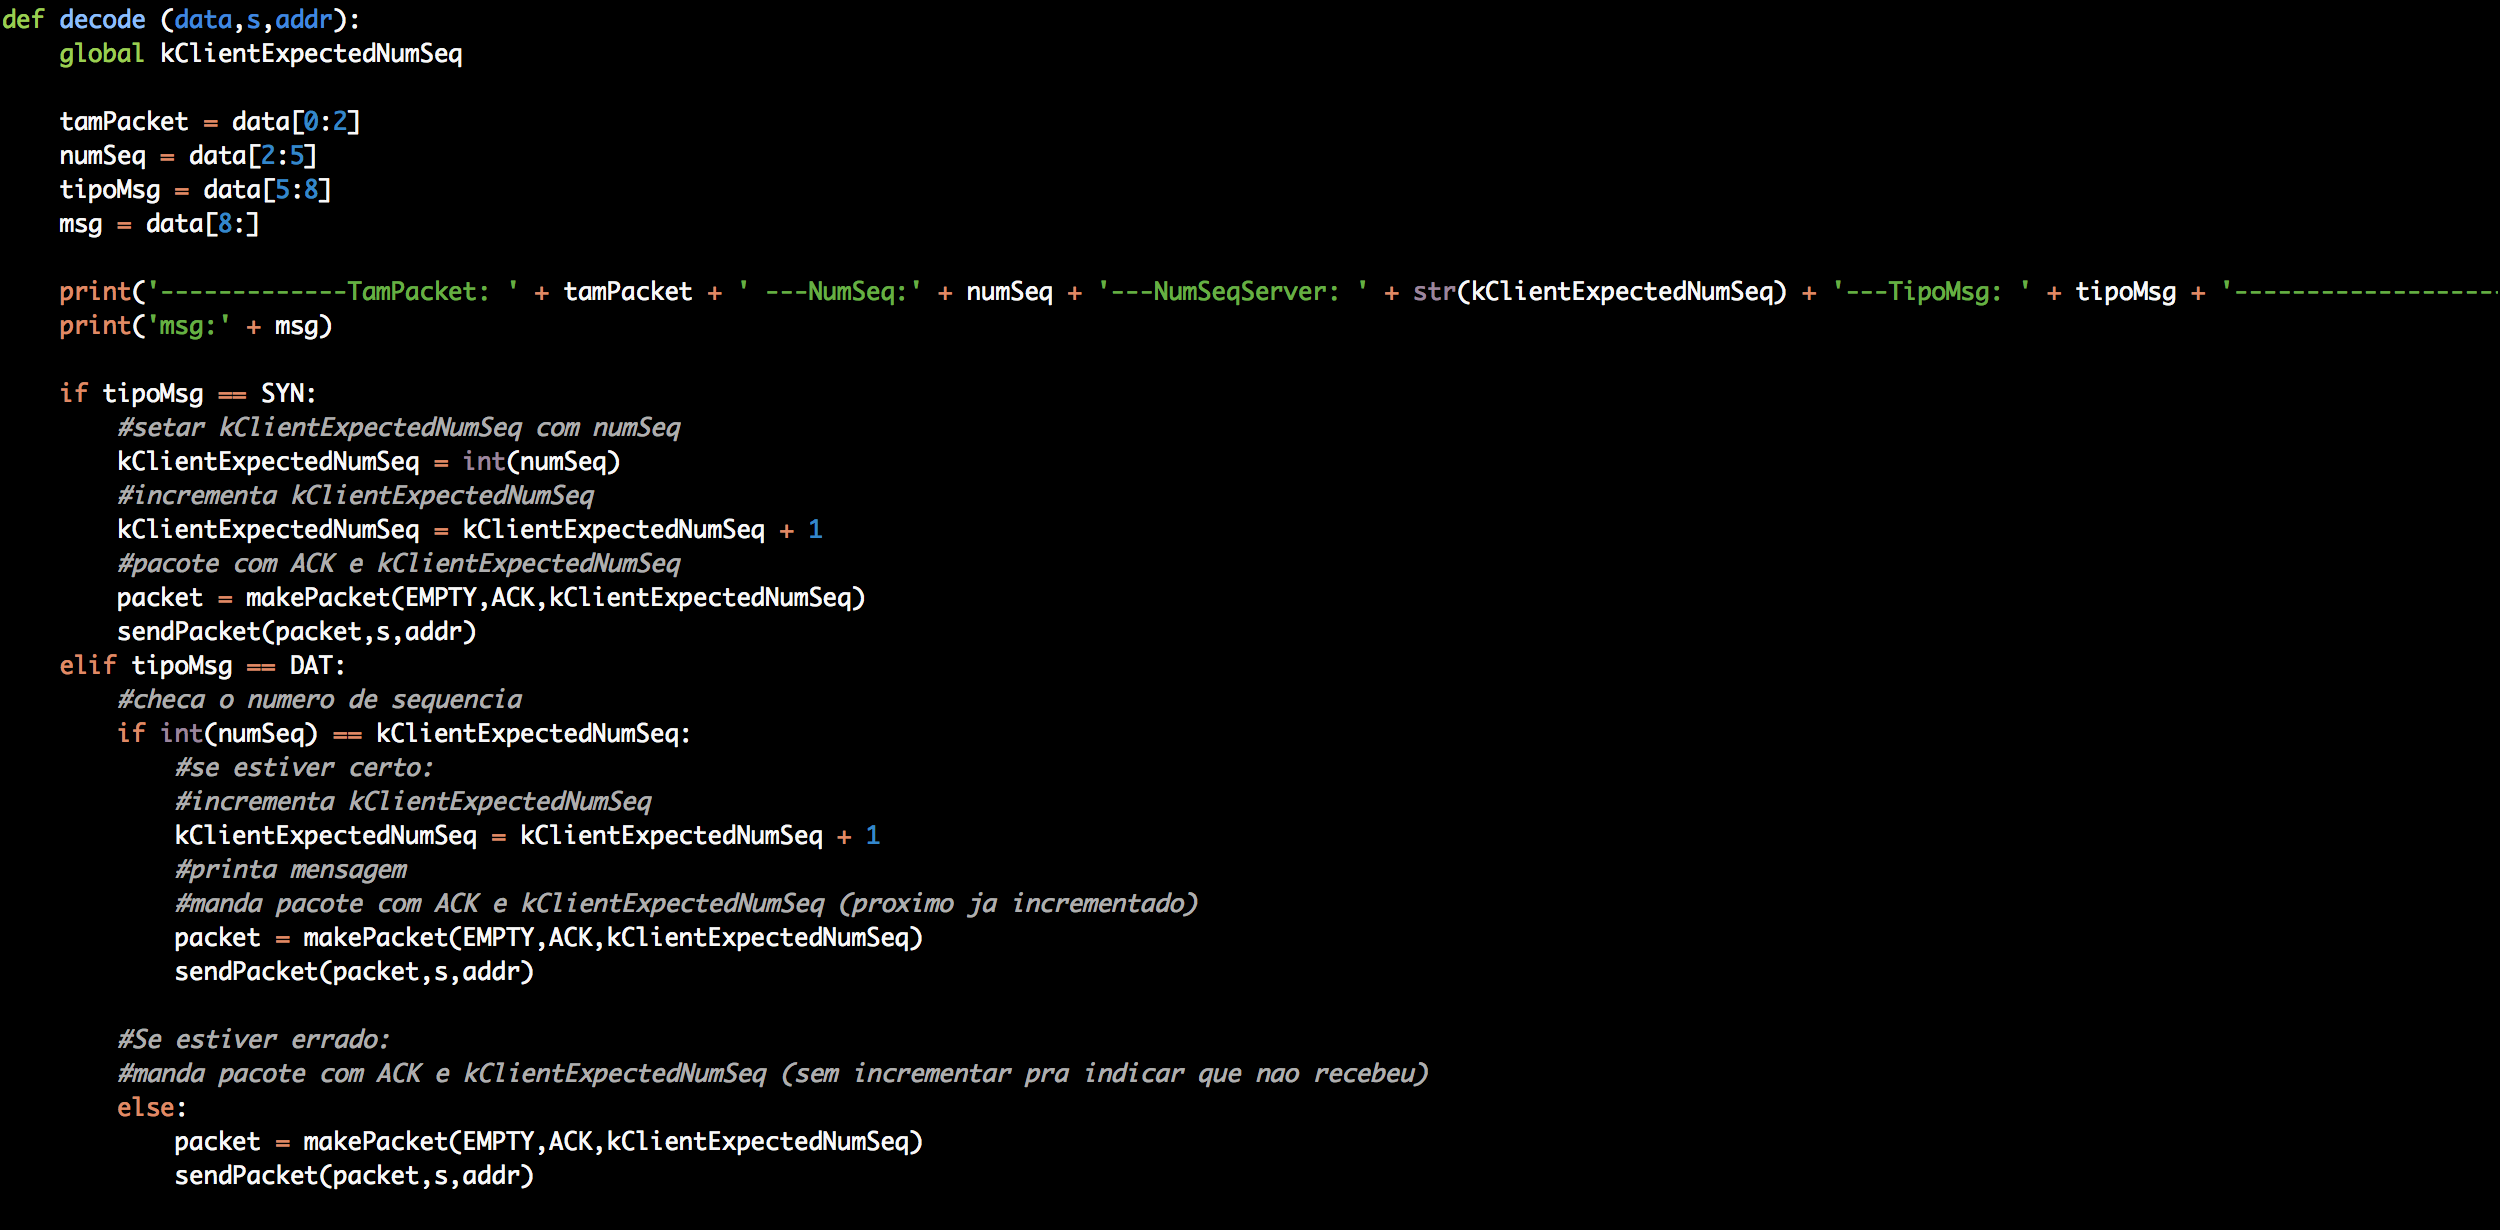 def decode (data,s,addr):
    global kClientExpectedNumSeq

    tamPacket = data[0:2]
    numSeq = data[2:5]
    tipoMsg = data[5:8]
    msg = data[8:]

    print('-------------TamPacket: ' + tamPacket + ' ---NumSeq:' + numSeq + '---NumSeqServer: ' + str(kClientExpectedNumSeq) + '---TipoMsg: ' + tipoMsg + '-------------------
    print('msg:' + msg)

    if tipoMsg == SYN:
        #setar kClientExpectedNumSeq com numSeq
        kClientExpectedNumSeq = int(numSeq)
        #incrementa kClientExpectedNumSeq
        kClientExpectedNumSeq = kClientExpectedNumSeq + 1
        #pacote com ACK e kClientExpectedNumSeq
        packet = makePacket(EMPTY,ACK,kClientExpectedNumSeq)
        sendPacket(packet,s,addr)
    elif tipoMsg == DAT:
        #checa o numero de sequencia
        if int(numSeq) == kClientExpectedNumSeq:
            #se estiver certo:
            #incrementa kClientExpectedNumSeq
            kClientExpectedNumSeq = kClientExpectedNumSeq + 1
            #printa mensagem
            #manda pacote com ACK e kClientExpectedNumSeq (proximo ja incrementado)
            packet = makePacket(EMPTY,ACK,kClientExpectedNumSeq)
            sendPacket(packet,s,addr)

        #Se estiver errado:
        #manda pacote com ACK e kClientExpectedNumSeq (sem incrementar pra indicar que nao recebeu)
        else:
            packet = makePacket(EMPTY,ACK,kClientExpectedNumSeq)
            sendPacket(packet,s,addr)